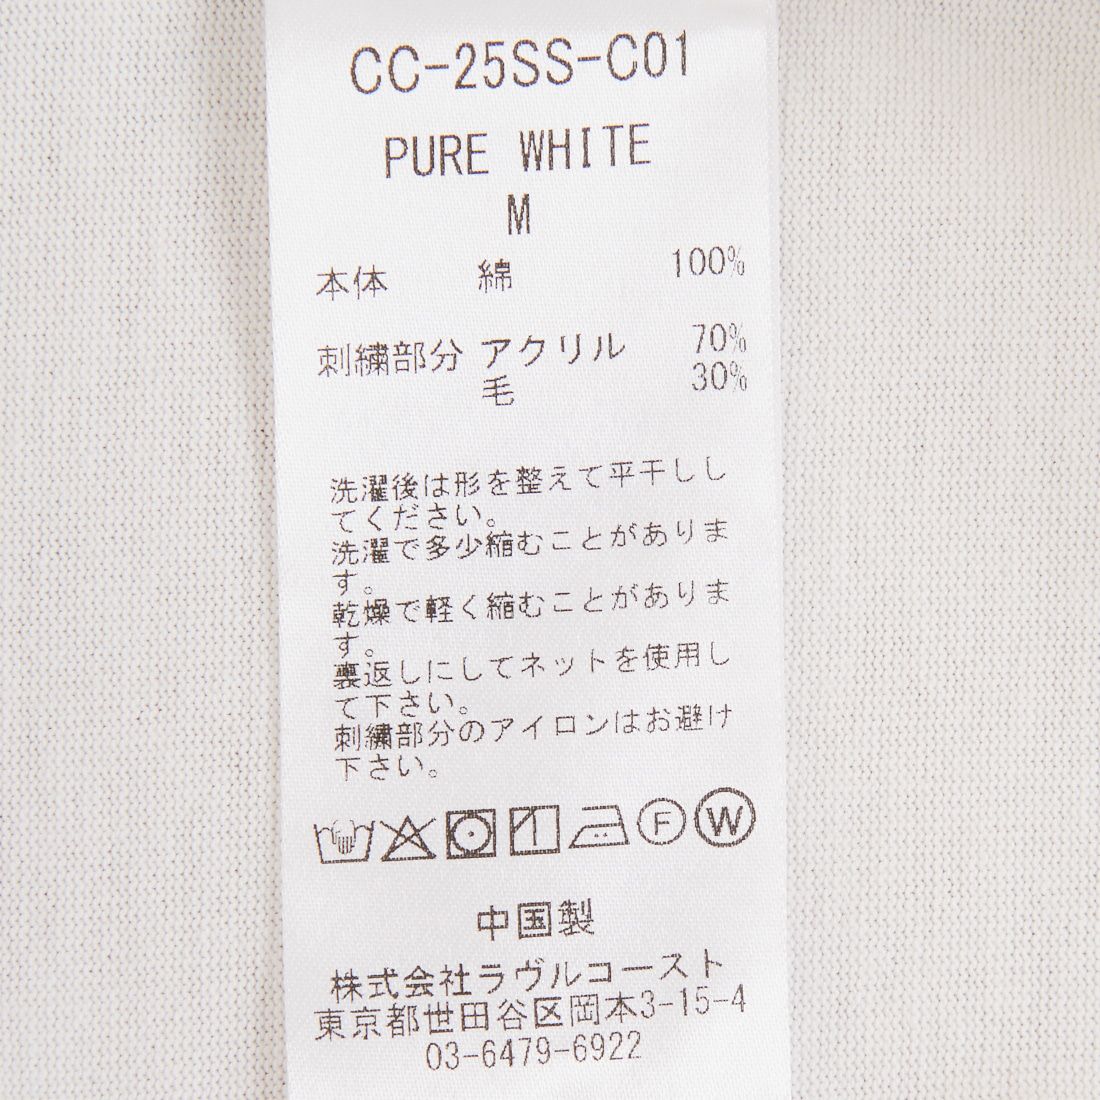 CC-25SS-C01
PURE WHITE
M
本体 綿 100%
刺繍部分 アクリル 70%
毛 30%
洗濯後は形を整えて平干しし
てください。
洗濯で多少縮むことがありま
す。
乾燥で軽く縮むことがありま
す。
裏返しにしてネットを使用し
て下さい。
刺繍部分のアイロンはお避け
下さい。
F W
中国製
株式会社ラヴルコースト
東京都世田谷区岡本3-15-4
03-6479-6922